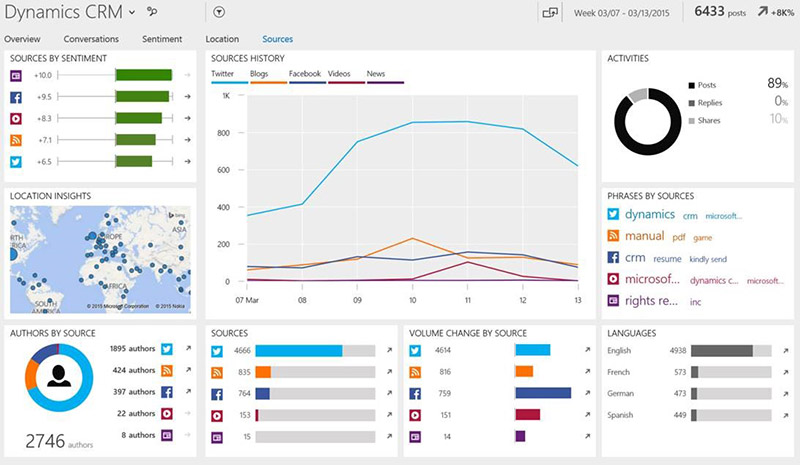 Dynamics CRM
Week 03/07 - 03/13/2015
6433 posts
+8K%
Overview Conversations Sentiment Location Sources
SOURCES BY SENTIMENT
+10.0
+9.5
+8.3
+7.1
+6.5
SOURCES HISTORY
Twitter Blogs Facebook Videos News
1K
800
600
400
200
0
07 Mar 08 09 10 11 12 13
ACTIVITIES
Posts 89%
Replies 0%
Shares 10%
LOCATION INSIGHTS
bing
NORTH
EUROPE
ASIA
AFRICA
SOUTH
© 2015 Microsoft Corporation © 2015 Nokia
PHRASES BY SOURCES
dynamics crm microsoft...
manual pdf game
crm resume kindly send
microsof... dynamics c... microsof...
rights re... inc
AUTHORS BY SOURCE
1895 authors
424 authors
397 authors
22 authors
8 authors
2746 authors
SOURCES
4666
835
764
153
15
VOLUME CHANGE BY SOURCE
4614
816
759
151
14
LANGUAGES
English 4938
French 573
German 473
Spanish 449